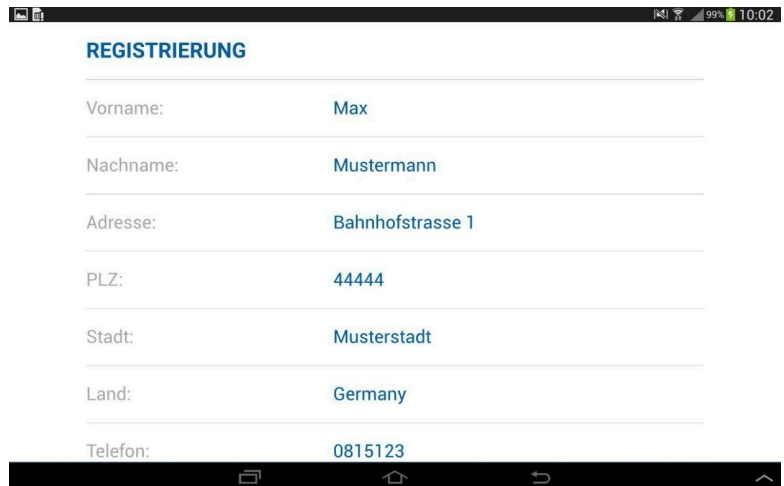 99% 10:02
REGISTRIERUNG
Vorname: Max
Nachname: Mustermann
Adresse: Bahnhofstrasse 1
PLZ: 44444
Stadt: Musterstadt
Land: Germany
Telefon: 0815123